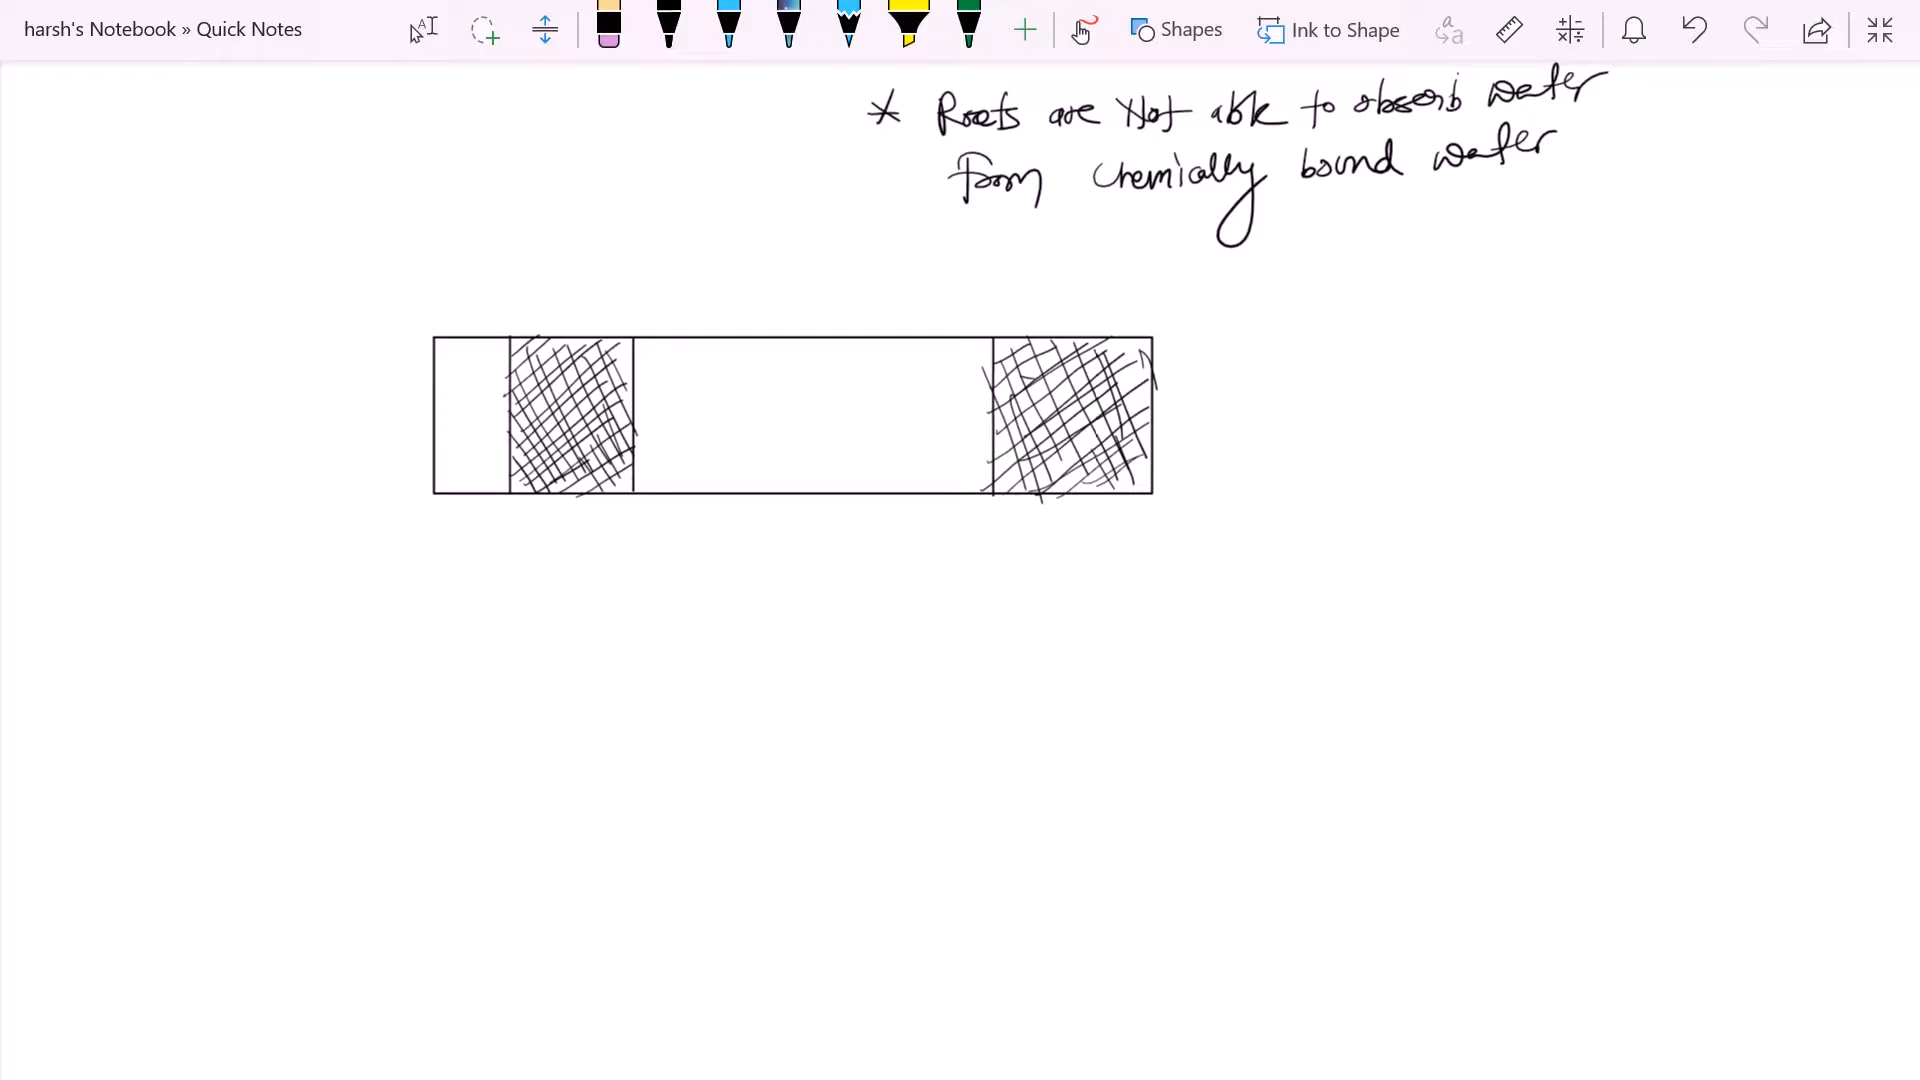 harsh's Notebook » Quick Notes
Shapes
Ink to Shape
* Roots are Not able to absorb water
From chemically bound water